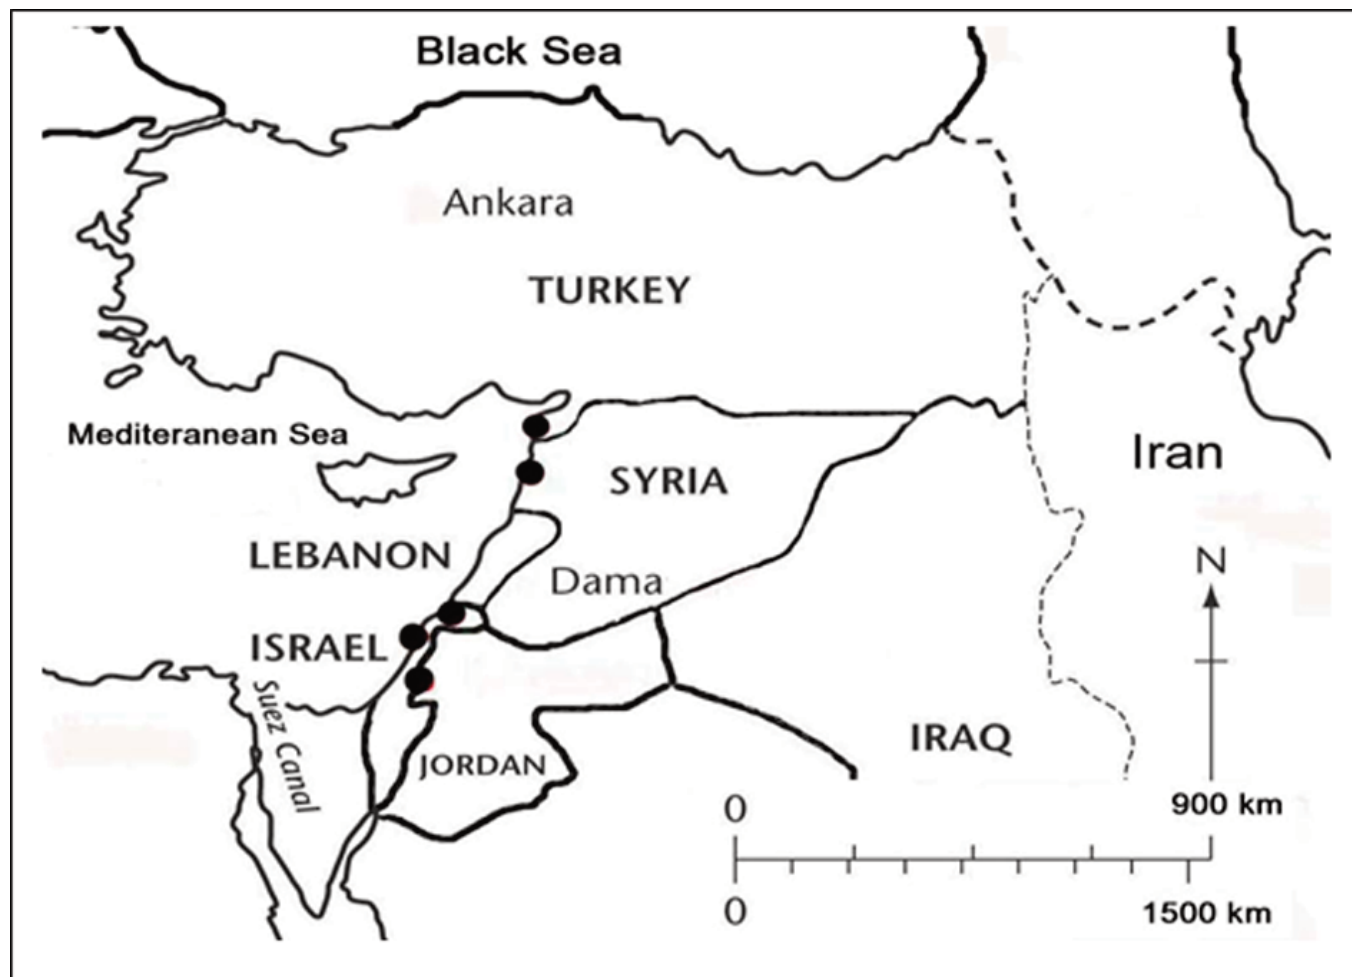 Black Sea
Ankara
TURKEY
Mediteranean Sea
Iran
SYRIA
LEBANON
N
Dama
ISRAEL
Suez Canal
IRAQ
JORDAN
0
900 km
0
1500 km